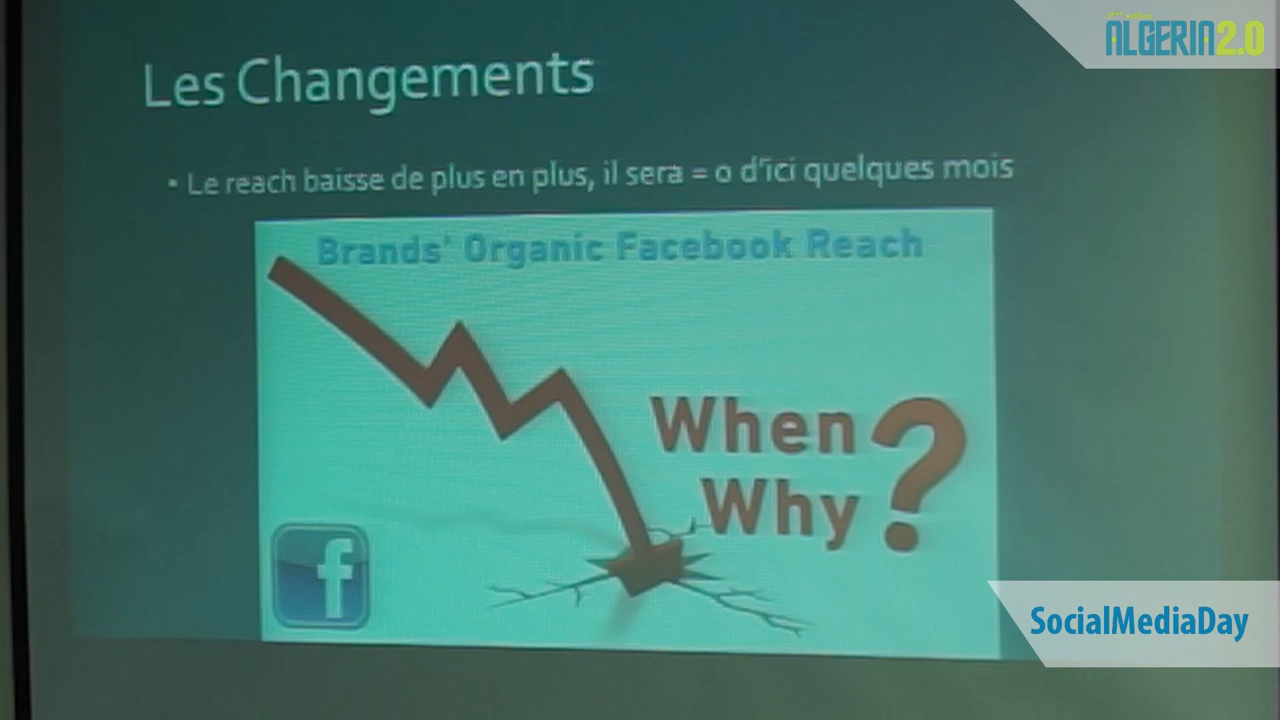 ALGERIA2.0
Les Changements
• Le reach baisse de plus en plus, il sera = 0 d'ici quelques mois
Brands' Organic Facebook Reach
When
Why
?
f
SocialMediaDay